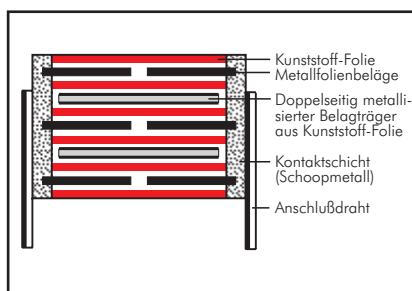 Kunststoff-Folie
Metallfolienbeläge
Doppelseitig metalli-
sierter Belagträger
aus Kunststoff-Folie
Kontaktschicht
(Schoopmetall)
Anschlußdraht